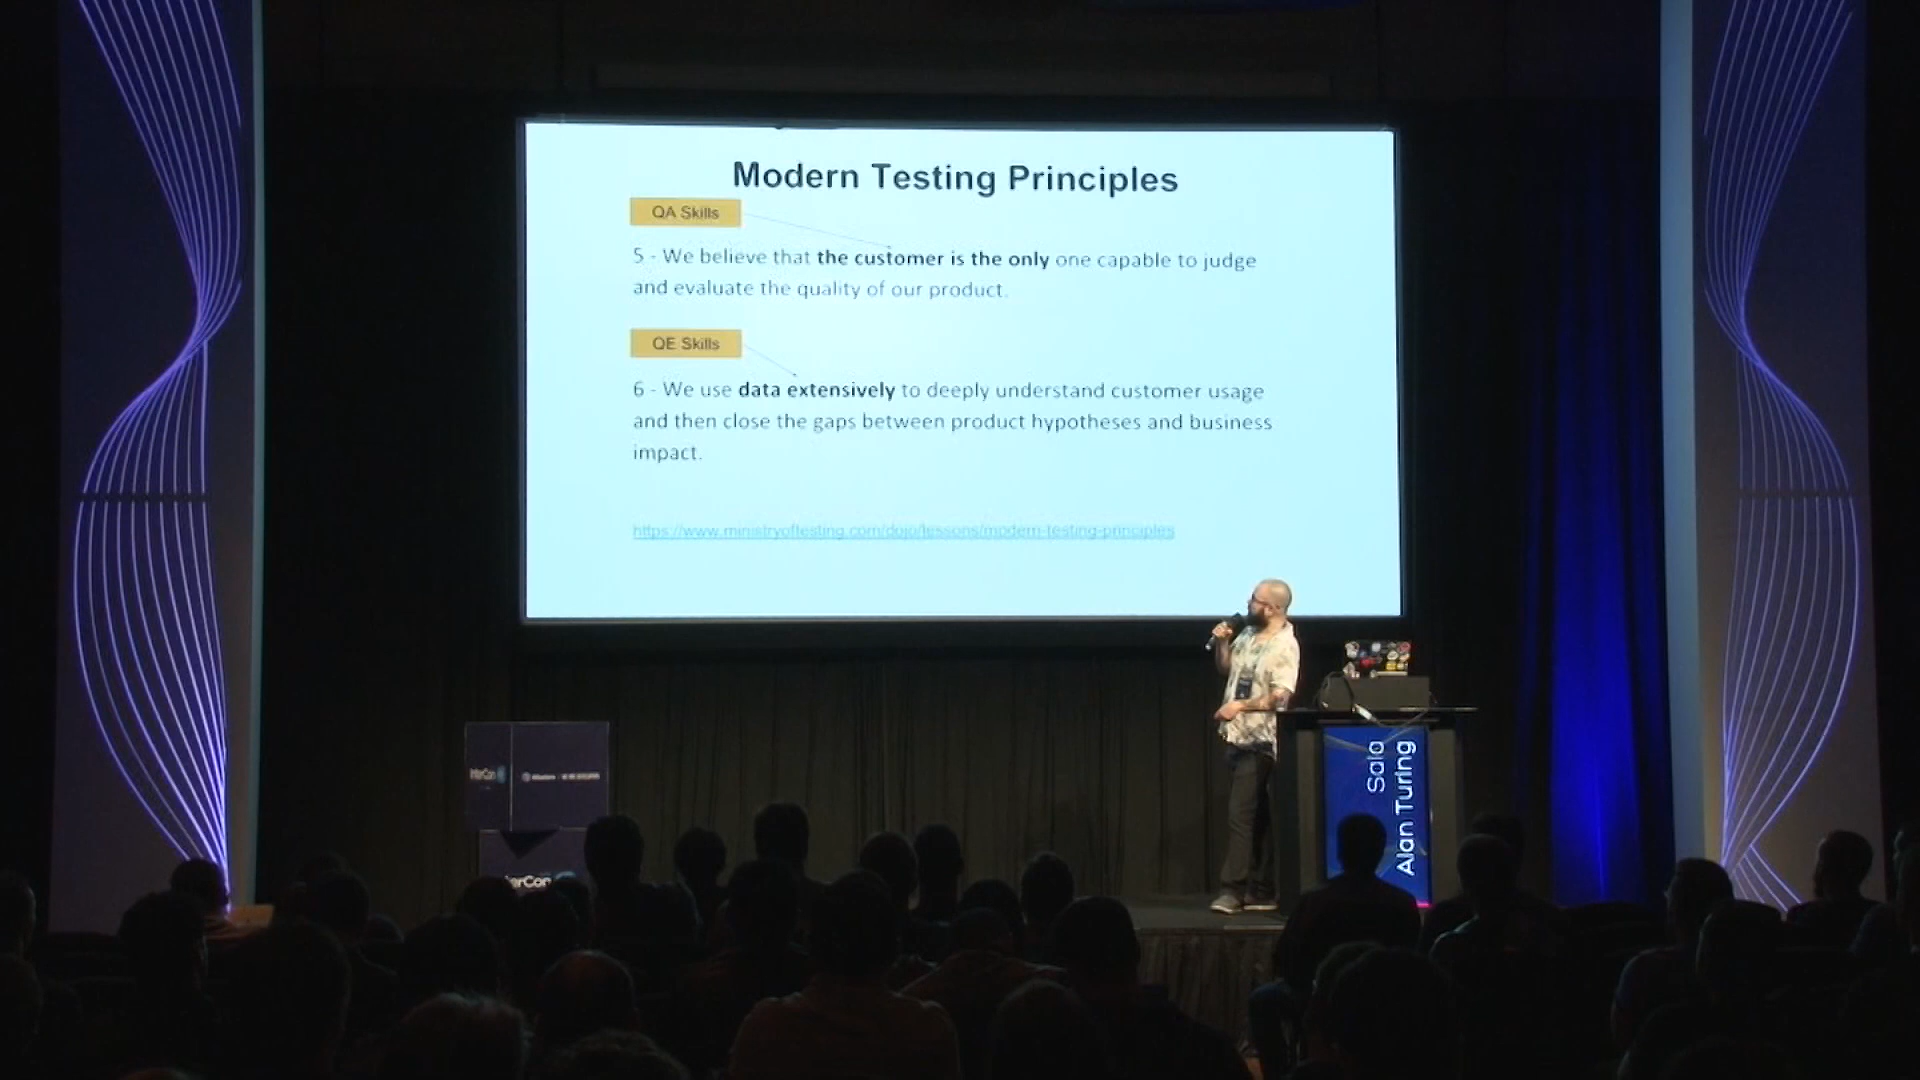 Modern Testing Principles
QA Skills
5 - We believe that the customer is the only one capable to judge
and evaluate the quality of our product.
QE Skills
6 - We use data extensively to deeply understand customer usage
and then close the gaps between product hypotheses and business
impact.
https://www.ministryoftesting.com/dojo/lessons/modern-testing-principles
Sala
Alan Turing
InterCon
erCon